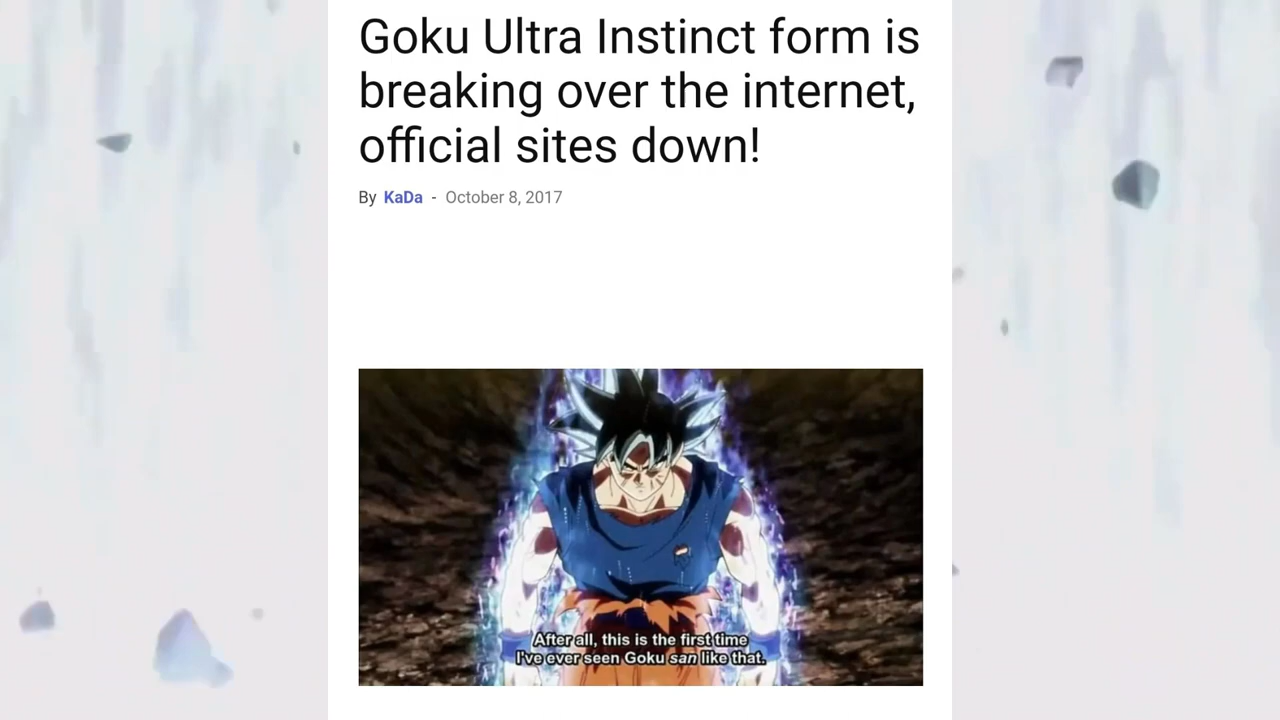 Goku Ultra Instinct form is
breaking over the internet,
official sites down!
By KaDa - October 8, 2017
After all, this is the first time
I've ever seen Goku san like that.